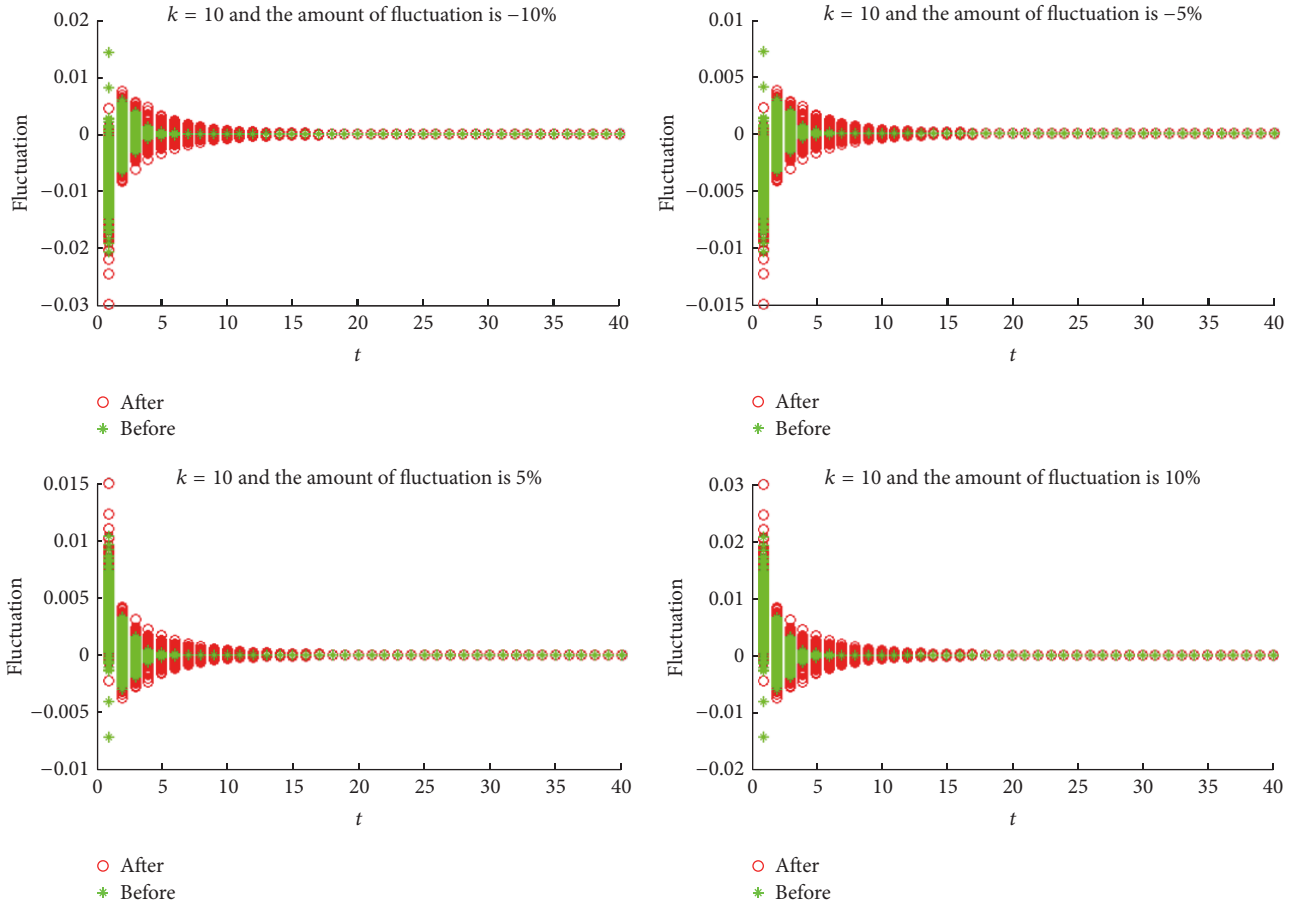 k = 10 and the amount of fluctuation is −10%
0.02
0.01
0
−0.01
−0.02
−0.03
Fluctuation
0 5 10 15 20 25 30 35 40
t
After
Before
k = 10 and the amount of fluctuation is −5%
0.01
0.005
0
−0.005
−0.01
−0.015
Fluctuation
0 5 10 15 20 25 30 35 40
t
After
Before
k = 10 and the amount of fluctuation is 5%
0.015
0.01
0.005
0
−0.005
−0.01
Fluctuation
0 5 10 15 20 25 30 35 40
t
After
Before
k = 10 and the amount of fluctuation is 10%
0.03
0.02
0.01
0
−0.01
−0.02
Fluctuation
0 5 10 15 20 25 30 35 40
t
After
Before